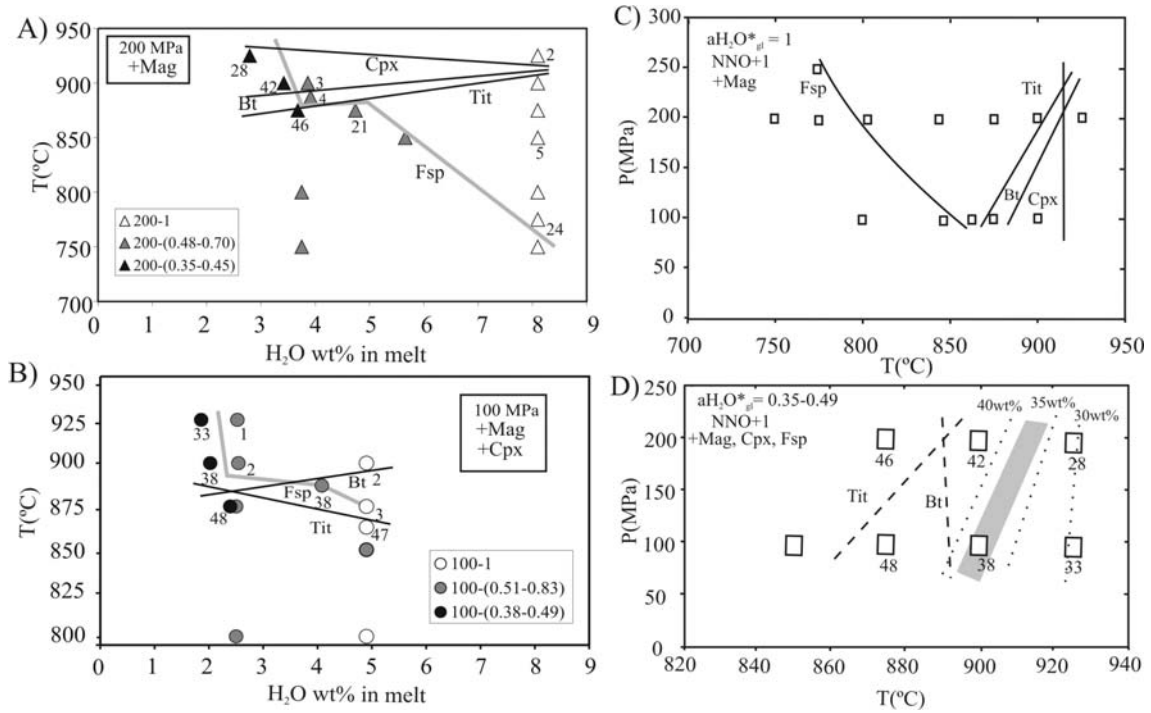 A)
200 MPa
+Mag
T(ºC)
950
900
850
800
750
700
28
42
46
3
4
21
2
5
24
Cpx
Bt
Tit
Fsp
200-1
200-(0.48-0.70)
200-(0.35-0.45)
0 1 2 3 4 5 6 7 8 9
H₂O wt% in melt
B)
100 MPa
+Mag
+Cpx
T(ºC)
950
925
900
875
850
825
800
33
38
48
1
2
38
2
3
47
Fsp
Bt
Tit
100-1
100-(0.51-0.83)
100-(0.38-0.49)
0 1 2 3 4 5 6 7 8 9
H₂O wt% in melt
C)
aH₂O*gl = 1
NNO+1
+Mag
P(MPa)
300
250
200
150
100
50
0
Fsp
Tit
Bt
Cpx
700 750 800 850 900 950
T(ºC)
D)
aH₂O*gl = 0.35-0.49
NNO+1
+Mag, Cpx, Fsp
40wt%
35wt%
30wt%
P(MPa)
250
200
150
100
50
0
46
42
28
48
38
33
Tit
Bt
820 840 860 880 900 920 940
T(ºC)